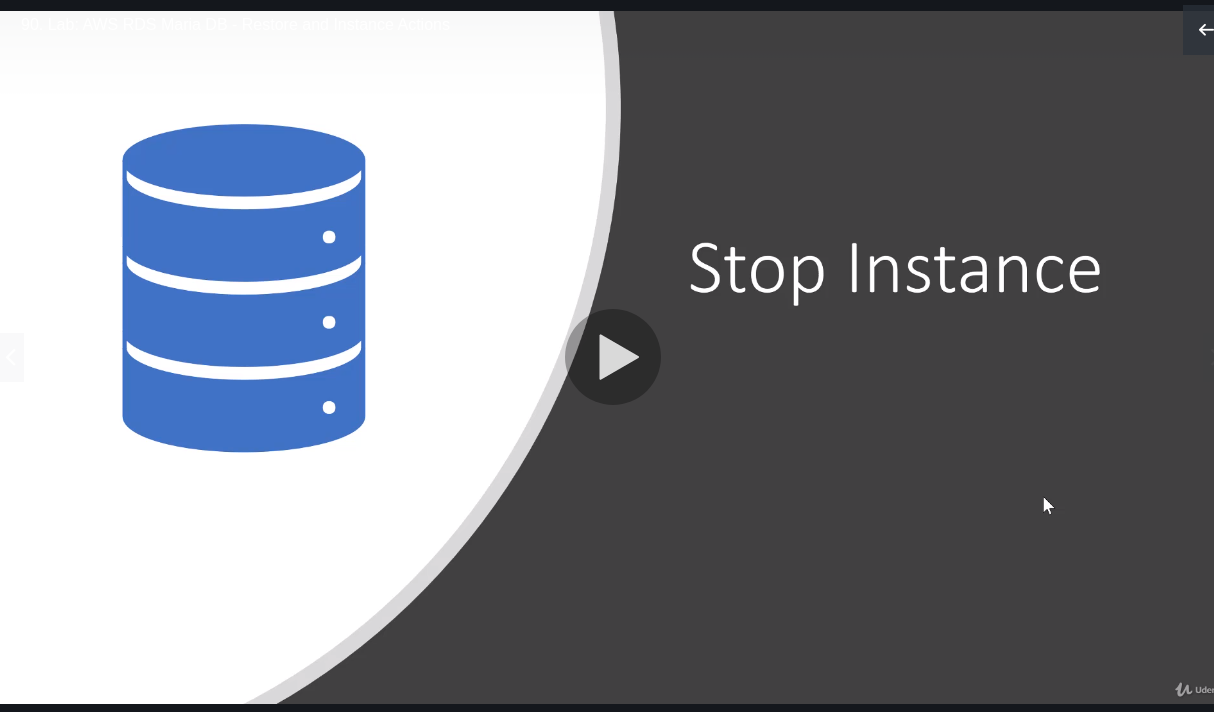 90. Lab: AWS RDS Maria DB - Restore and Instance Actions
Stop Instance